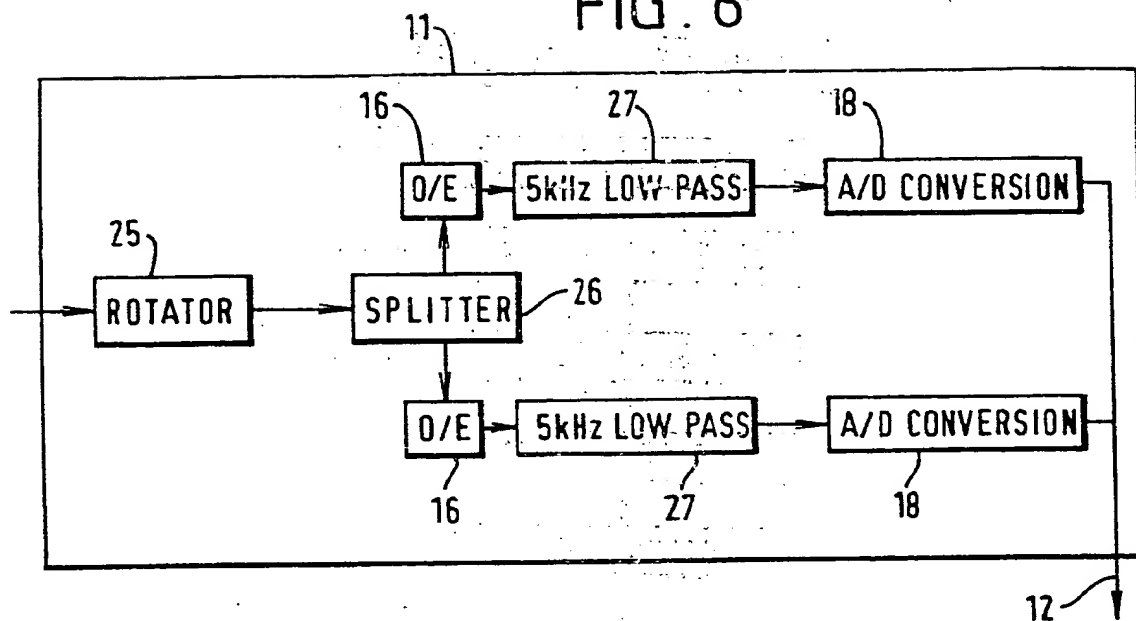 FIG. 6
11
16
27
18
O/E
5kHz LOW PASS
A/D CONVERSION
25
ROTATOR
SPLITTER
26
O/E
5kHz LOW PASS
A/D CONVERSION
16
27
18
12